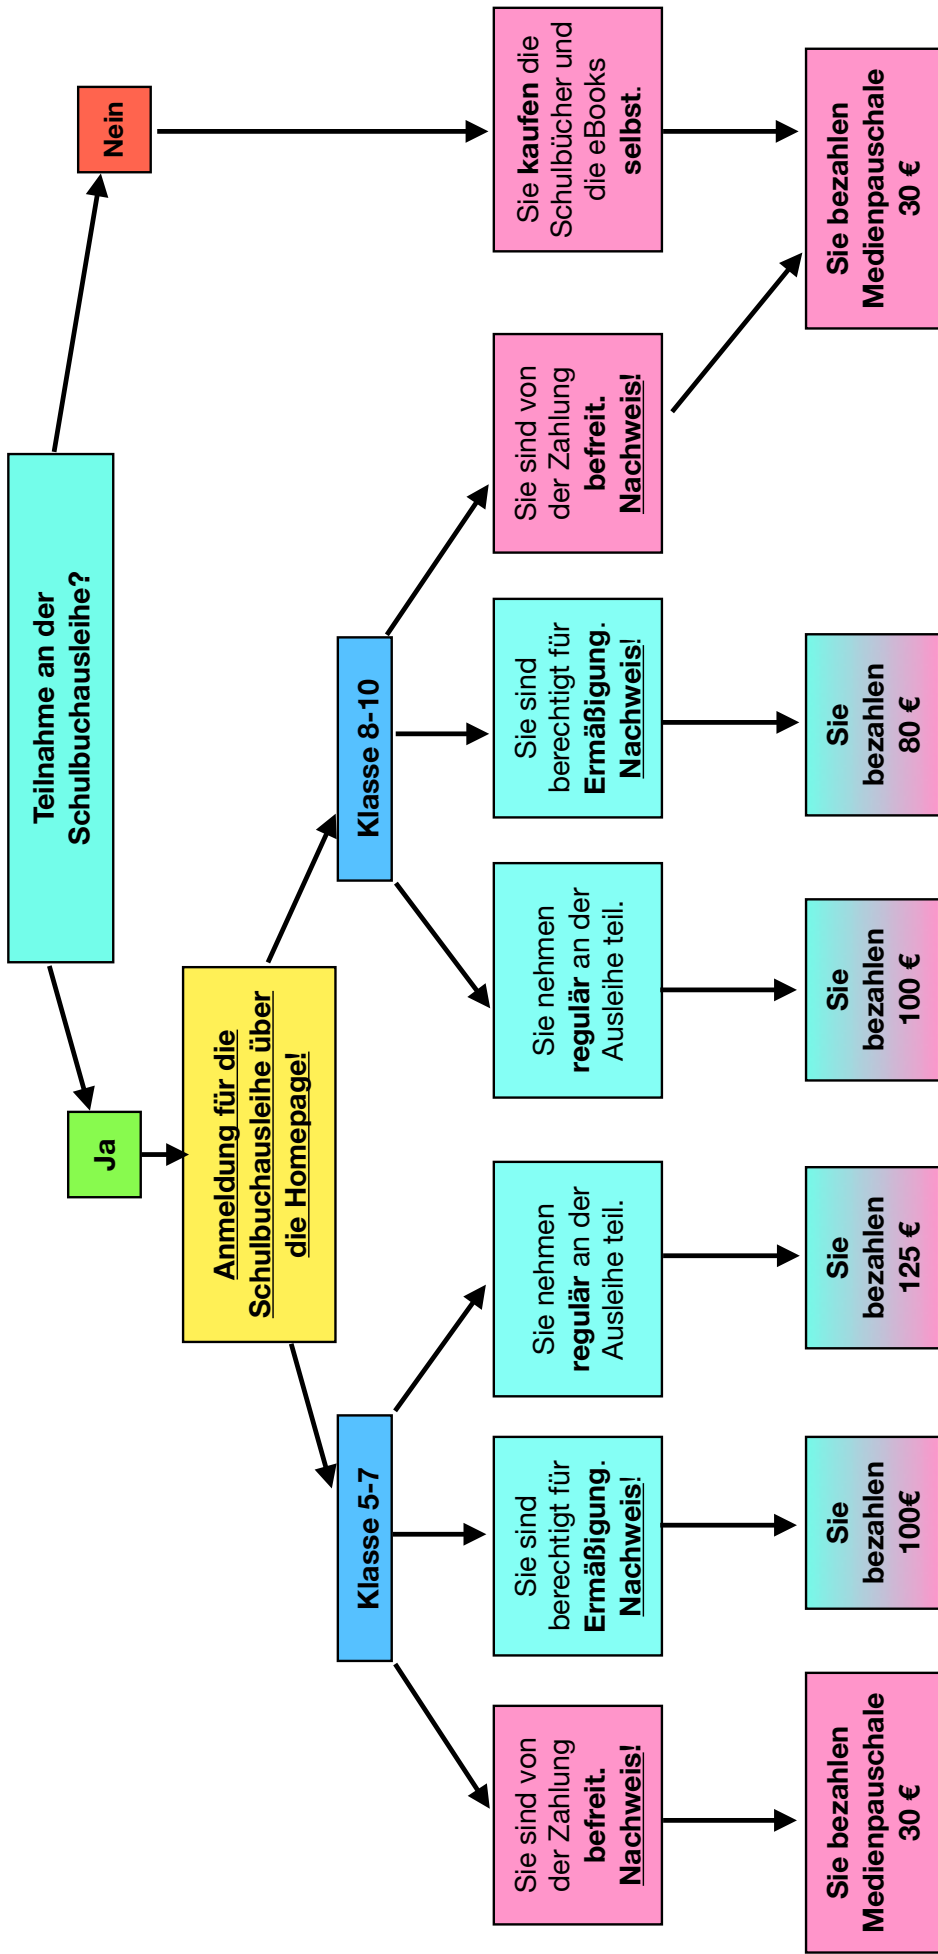 Teilnahme an der
Schulbuchausleihe?
Ja
Nein
Anmeldung für die
Schulbuchausleihe über
die Homepage!
Klasse 5-7
Klasse 8-10
Sie sind von
der Zahlung
befreit.
Nachweis!
Sie sind
berechtigt für
Ermäßigung.
Nachweis!
Sie nehmen
regulär an der
Ausleihe teil.
Sie nehmen
regulär an der
Ausleihe teil.
Sie sind
berechtigt für
Ermäßigung.
Nachweis!
Sie sind von
der Zahlung
befreit.
Nachweis!
Sie kaufen die
Schulbücher und
die eBooks
selbst.
Sie bezahlen
Medienpauschale
30 €
Sie
bezahlen
100€
Sie
bezahlen
125 €
Sie
bezahlen
100 €
Sie
bezahlen
80 €
Sie bezahlen
Medienpauschale
30 €